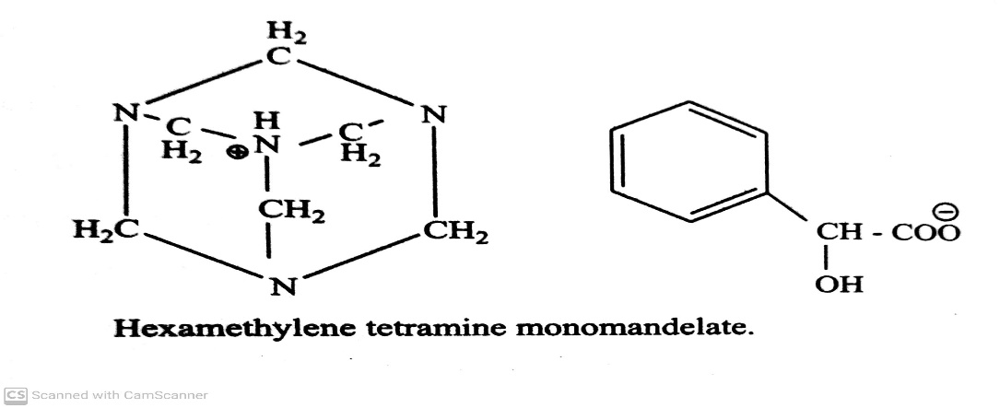 H₂
C
N
C
H₂
H
⊕N
C
H₂
N
CH₂
H₂C
CH₂
N
CH - COO⊖
OH
Hexamethylene tetramine monomandelate.
CS Scanned with CamScanner